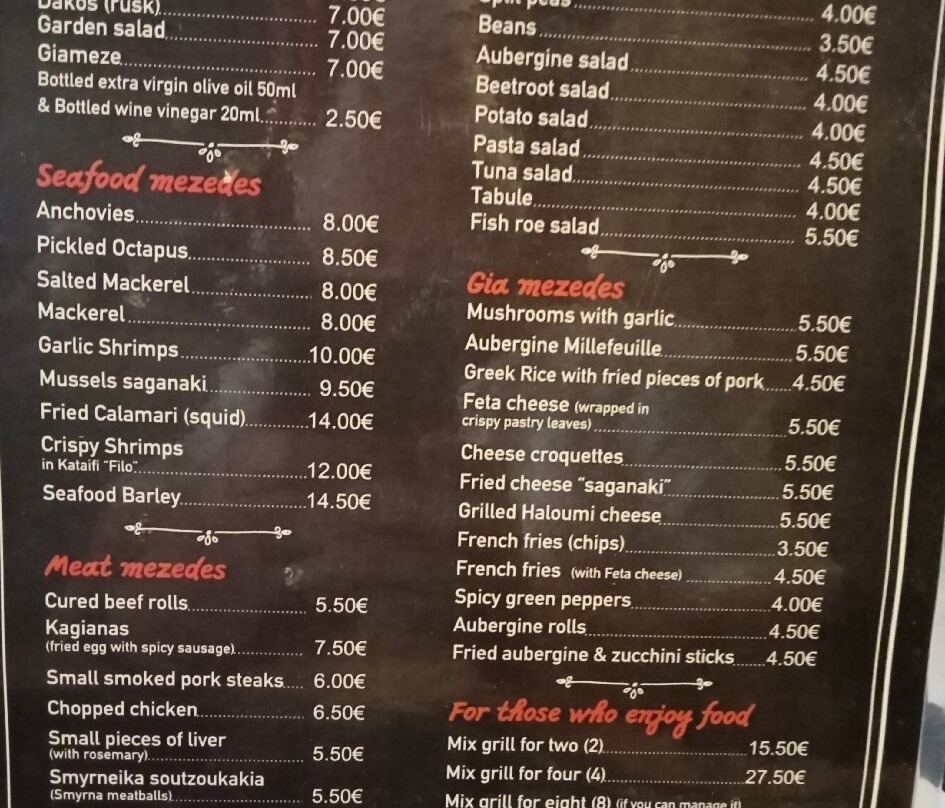 Dakos (rusk) 7.00€
Garden salad 7.00€
Giameze 7.00€
Bottled extra virgin olive oil 50ml
& Bottled wine vinegar 20ml 2.50€
Seafood mezedes
Anchovies 8.00€
Pickled Octapus 8.50€
Salted Mackerel 8.00€
Mackerel 8.00€
Garlic Shrimps 10.00€
Mussels saganaki 9.50€
Fried Calamari (squid) 14.00€
Crispy Shrimps
in Kataifi "Filo" 12.00€
Seafood Barley 14.50€
Meat mezedes
Cured beef rolls 5.50€
Kagianas
(fried egg with spicy sausage) 7.50€
Small smoked pork steaks 6.00€
Chopped chicken 6.50€
Small pieces of liver
(with rosemary) 5.50€
Smyrneika soutzoukakia
(Smyrna meatballs) 5.50€
Split peas 4.00€
Beans 3.50€
Aubergine salad 4.50€
Beetroot salad 4.00€
Potato salad 4.00€
Pasta salad 4.50€
Tuna salad 4.50€
Tabule 4.00€
Fish roe salad 5.50€
Gia mezedes
Mushrooms with garlic 5.50€
Aubergine Millefeuille 5.50€
Greek Rice with fried pieces of pork 4.50€
Feta cheese (wrapped in
crispy pastry leaves) 5.50€
Cheese croquettes 5.50€
Fried cheese "saganaki" 5.50€
Grilled Haloumi cheese 5.50€
French fries (chips) 3.50€
French fries (with Feta cheese) 4.50€
Spicy green peppers 4.00€
Aubergine rolls 4.50€
Fried aubergine & zucchini sticks 4.50€
For those who enjoy food
Mix grill for two (2) 15.50€
Mix grill for four (4) 27.50€
Mix grill for eight (8) (if you can manage it)